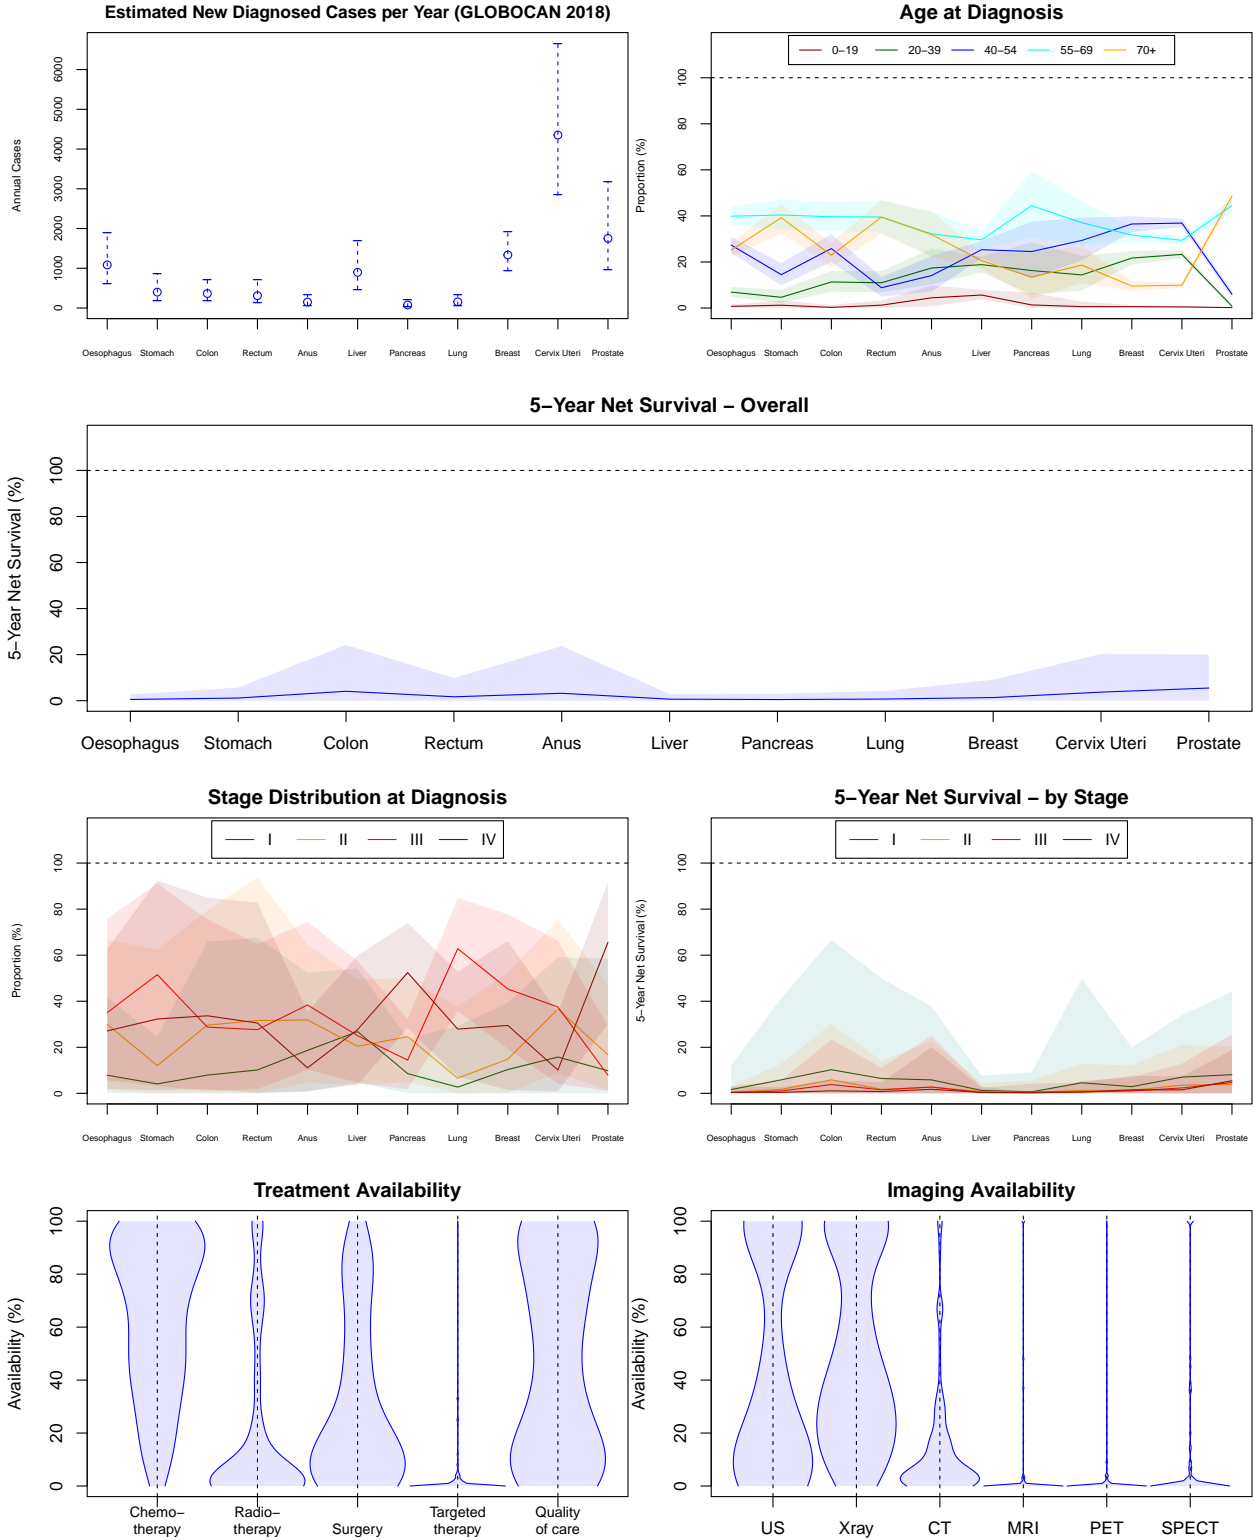 Estimated New Diagnosed Cases per Year (GLOBOCAN 2018)
Annual Cases
6000
5000
4000
3000
2000
1000
0
Oesophagus Stomach Colon Rectum Anus Liver Pancreas Lung Breast Cervix Uteri Prostate
Age at Diagnosis
0−19 20−39 40−54 55−69 70+
Proportion (%)
100
80
60
40
20
0
Oesophagus Stomach Colon Rectum Anus Liver Pancreas Lung Breast Cervix Uteri Prostate
5−Year Net Survival − Overall
5−Year Net Survival (%)
100
80
60
40
20
0
Oesophagus Stomach Colon Rectum Anus Liver Pancreas Lung Breast Cervix Uteri Prostate
Stage Distribution at Diagnosis
I II III IV
Proportion (%)
100
80
60
40
20
0
Oesophagus Stomach Colon Rectum Anus Liver Pancreas Lung Breast Cervix Uteri Prostate
5−Year Net Survival − by Stage
I II III IV
5−Year Net Survival (%)
100
80
60
40
20
0
Oesophagus Stomach Colon Rectum Anus Liver Pancreas Lung Breast Cervix Uteri Prostate
Treatment Availability
Availability (%)
100
80
60
40
20
0
Chemo−
therapy
Radio−
therapy
Surgery
Targeted
therapy
Quality
of care
Imaging Availability
Availability (%)
100
80
60
40
20
0
US Xray CT MRI PET SPECT